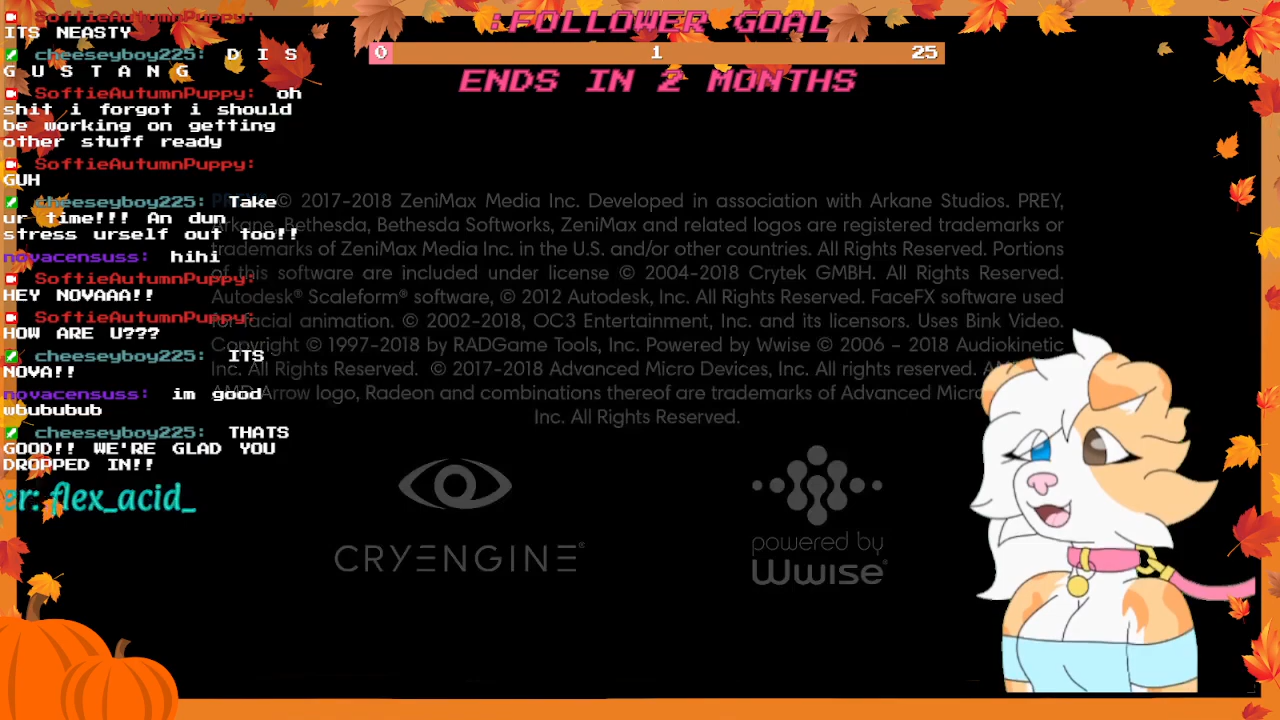 :FOLLOWER GOAL
0 1 25
ENDS IN 2 MONTHS
SoftieAutumnPuppy:
ITS NEASTY
cheeseyboy225: D I S
G U S T A N G
SoftieAutumnPuppy: oh
shit i forgot i should
be working on getting
other stuff ready
SoftieAutumnPuppy:
GUH
cheeseyboy225: Take
ur time!!! An dun
stress urself out too!!
novacensuss: hihi
SoftieAutumnPuppy:
HEY NOVAAA!!
SoftieAutumnPuppy:
HOW ARE U???
cheeseyboy225: ITS
NOVA!!
novacensuss: im good
wbububub
cheeseyboy225: THATS
GOOD!! WE'RE GLAD YOU
DROPPED IN!!
er: flex_acid_
© 2017-2018 ZeniMax Media Inc. Developed in association with Arkane Studios. PREY,
Arkane, Bethesda, Bethesda Softworks, ZeniMax and related logos are registered trademarks or
trademarks of ZeniMax Media Inc. in the U.S. and/or other countries. All Rights Reserved. Portions
of this software are included under license © 2004-2018 Crytek GMBH. All Rights Reserved.
Autodesk® Scaleform® software, © 2012 Autodesk, Inc. All Rights Reserved. FaceFX software used
for facial animation. © 2002-2018, OC3 Entertainment, Inc. and its licensors. Uses Bink Video.
Copyright © 1997-2018 by RADGame Tools, Inc. Powered by Wwise © 2006 – 2018 Audiokinetic
Inc. All Rights Reserved. © 2017-2018 Advanced Micro Devices, Inc. All rights reserved.
Arrow logo, Radeon and combinations thereof are trademarks of Advanced Micro
Inc. All Rights Reserved.
CRYENGINE®
powered by
Wwise®